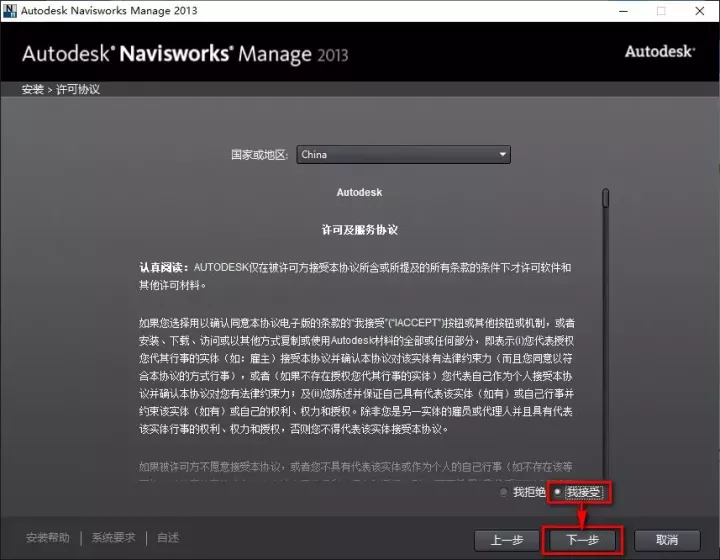 Autodesk Navisworks Manage 2013
Autodesk® Navisworks® Manage 2013
Autodesk®
安装 > 许可协议
国家或地区: China
Autodesk
许可及服务协议
认真阅读：AUTODESK仅在被许可方接受本协议所含或所提及的所有条款的条件下才许可软件和
其他许可材料。
如果您选择用以确认同意本协议电子版的条款的“我接受”(“IACCEPT”)按钮或其他按钮或机制，或者
安装、下载、访问或以其他方式复制或使用Autodesk材料的全部或任何部分，即表示(i)您代表授权
您代其行事的实体（如：雇主）接受本协议并确认本协议对该实体有法律约束力（而且您同意以符
合本协议的方式行事），或者（如果不存在授权您代其行事的实体）您代表自己作为个人接受本协
议并确认本协议对您有法律约束力；及(ii)您陈述并保证自己具有代表该实体（如有）或自己行事并
约束该实体（如有）或自己的权利、权力和授权。除非您是另一实体的雇员或代理人并且具有代表
该实体行事的权利、权力和授权，否则您不得代表该实体接受本协议。
如果被许可方不愿意接受本协议，或者您不具有代表该实体或作为个人的自己行事（如不存在该等
我拒绝 我接受
安装帮助 系统要求 自述
上一步 下一步 取消